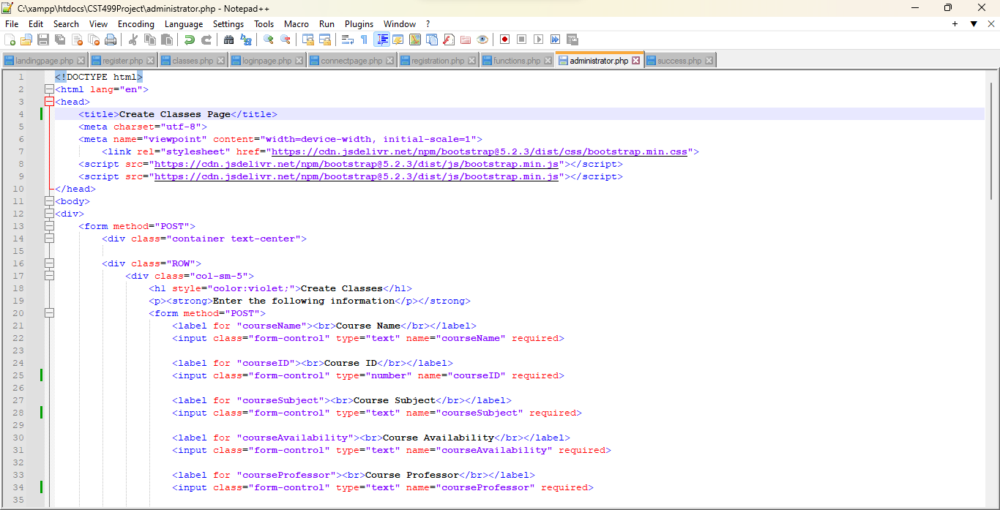 C:\xampp\htdocs\CST499Project\administrator.php - Notepad++
File Edit Search View Encoding Language Settings Tools Macro Run Plugins Window ?
landingpage.php register.php classes.php loginpage.php connectpage.php registration.php functions.php administrator.php success.php
1 <!DOCTYPE html>
2 <html lang="en">
3 <head>
4 <title>Create Classes Page</title>
5 <meta charset="utf-8">
6 <meta name="viewpoint" content="width=device-width, initial-scale=1">
7 <link rel="stylesheet" href="https://cdn.jsdelivr.net/npm/bootstrap@5.2.3/dist/css/bootstrap.min.css">
8 <script src="https://cdn.jsdelivr.net/npm/bootstrap@5.2.3/dist/js/bootstrap.min.js"></script>
9 <script src="https://cdn.jsdelivr.net/npm/bootstrap@5.2.3/dist/js/bootstrap.min.js"></script>
10 </head>
11 <body>
12 <div>
13 <form method="POST">
14 <div class="container text-center">
15
16 <div class="ROW">
17 <div class="col-sm-5">
18 <h1 style="color:violet;">Create Classes</h1>
19 <p><strong>Enter the following information</p></strong>
20 <form method="POST">
21 <label for "courseName"><br>Course Name</br></label>
22 <input class="form-control" type="text" name="courseName" required>
23
24 <label for "courseID"><br>Course ID</br></label>
25 <input class="form-control" type="number" name="courseID" required>
26
27 <label for "courseSubject"><br>Course Subject</br></label>
28 <input class="form-control" type="text" name="courseSubject" required>
29
30 <label for "courseAvailability"><br>Course Availability</br></label>
31 <input class="form-control" type="text" name="courseAvailability" required>
32
33 <label for "courseProfessor"><br>Course Professor</br></label>
34 <input class="form-control" type="text" name="courseProfessor" required>
35